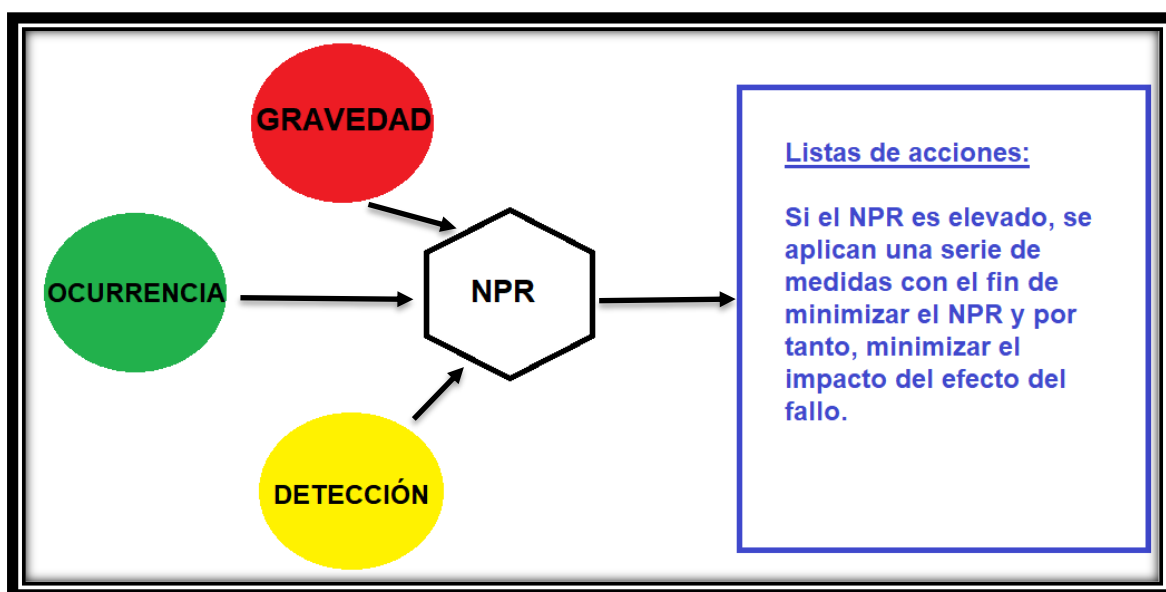 GRAVEDAD
OCURRENCIA
DETECCIÓN
NPR
Listas de acciones:
Si el NPR es elevado, se
aplican una serie de
medidas con el fin de
minimizar el NPR y por
tanto, minimizar el
impacto del efecto del
fallo.